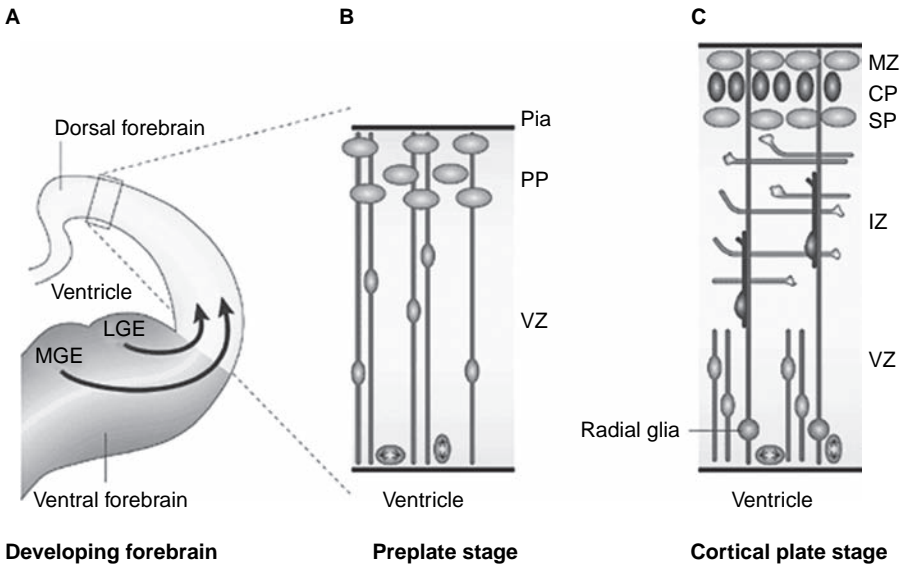 A
Dorsal forebrain
Ventricle
LGE
MGE
Ventral forebrain
Developing forebrain
B
Pia
PP
VZ
Ventricle
Preplate stage
C
MZ
CP
SP
IZ
VZ
Radial glia
Ventricle
Cortical plate stage